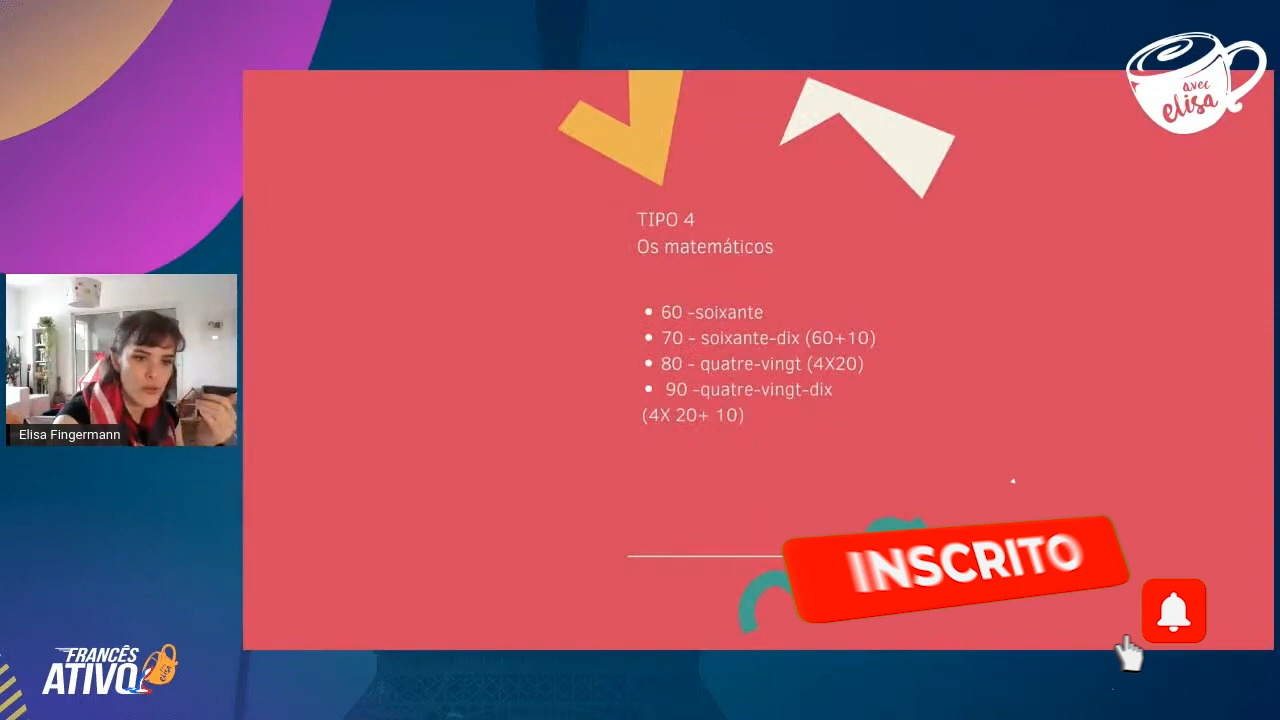 avec
elisa
TIPO 4
Os matemáticos
• 60 -soixante
• 70 - soixante-dix (60+10)
• 80 - quatre-vingt (4X20)
• 90 -quatre-vingt-dix
(4X 20+ 10)
Elisa Fingermann
INSCRITO
FRANCÊS
ATIVO
elisa